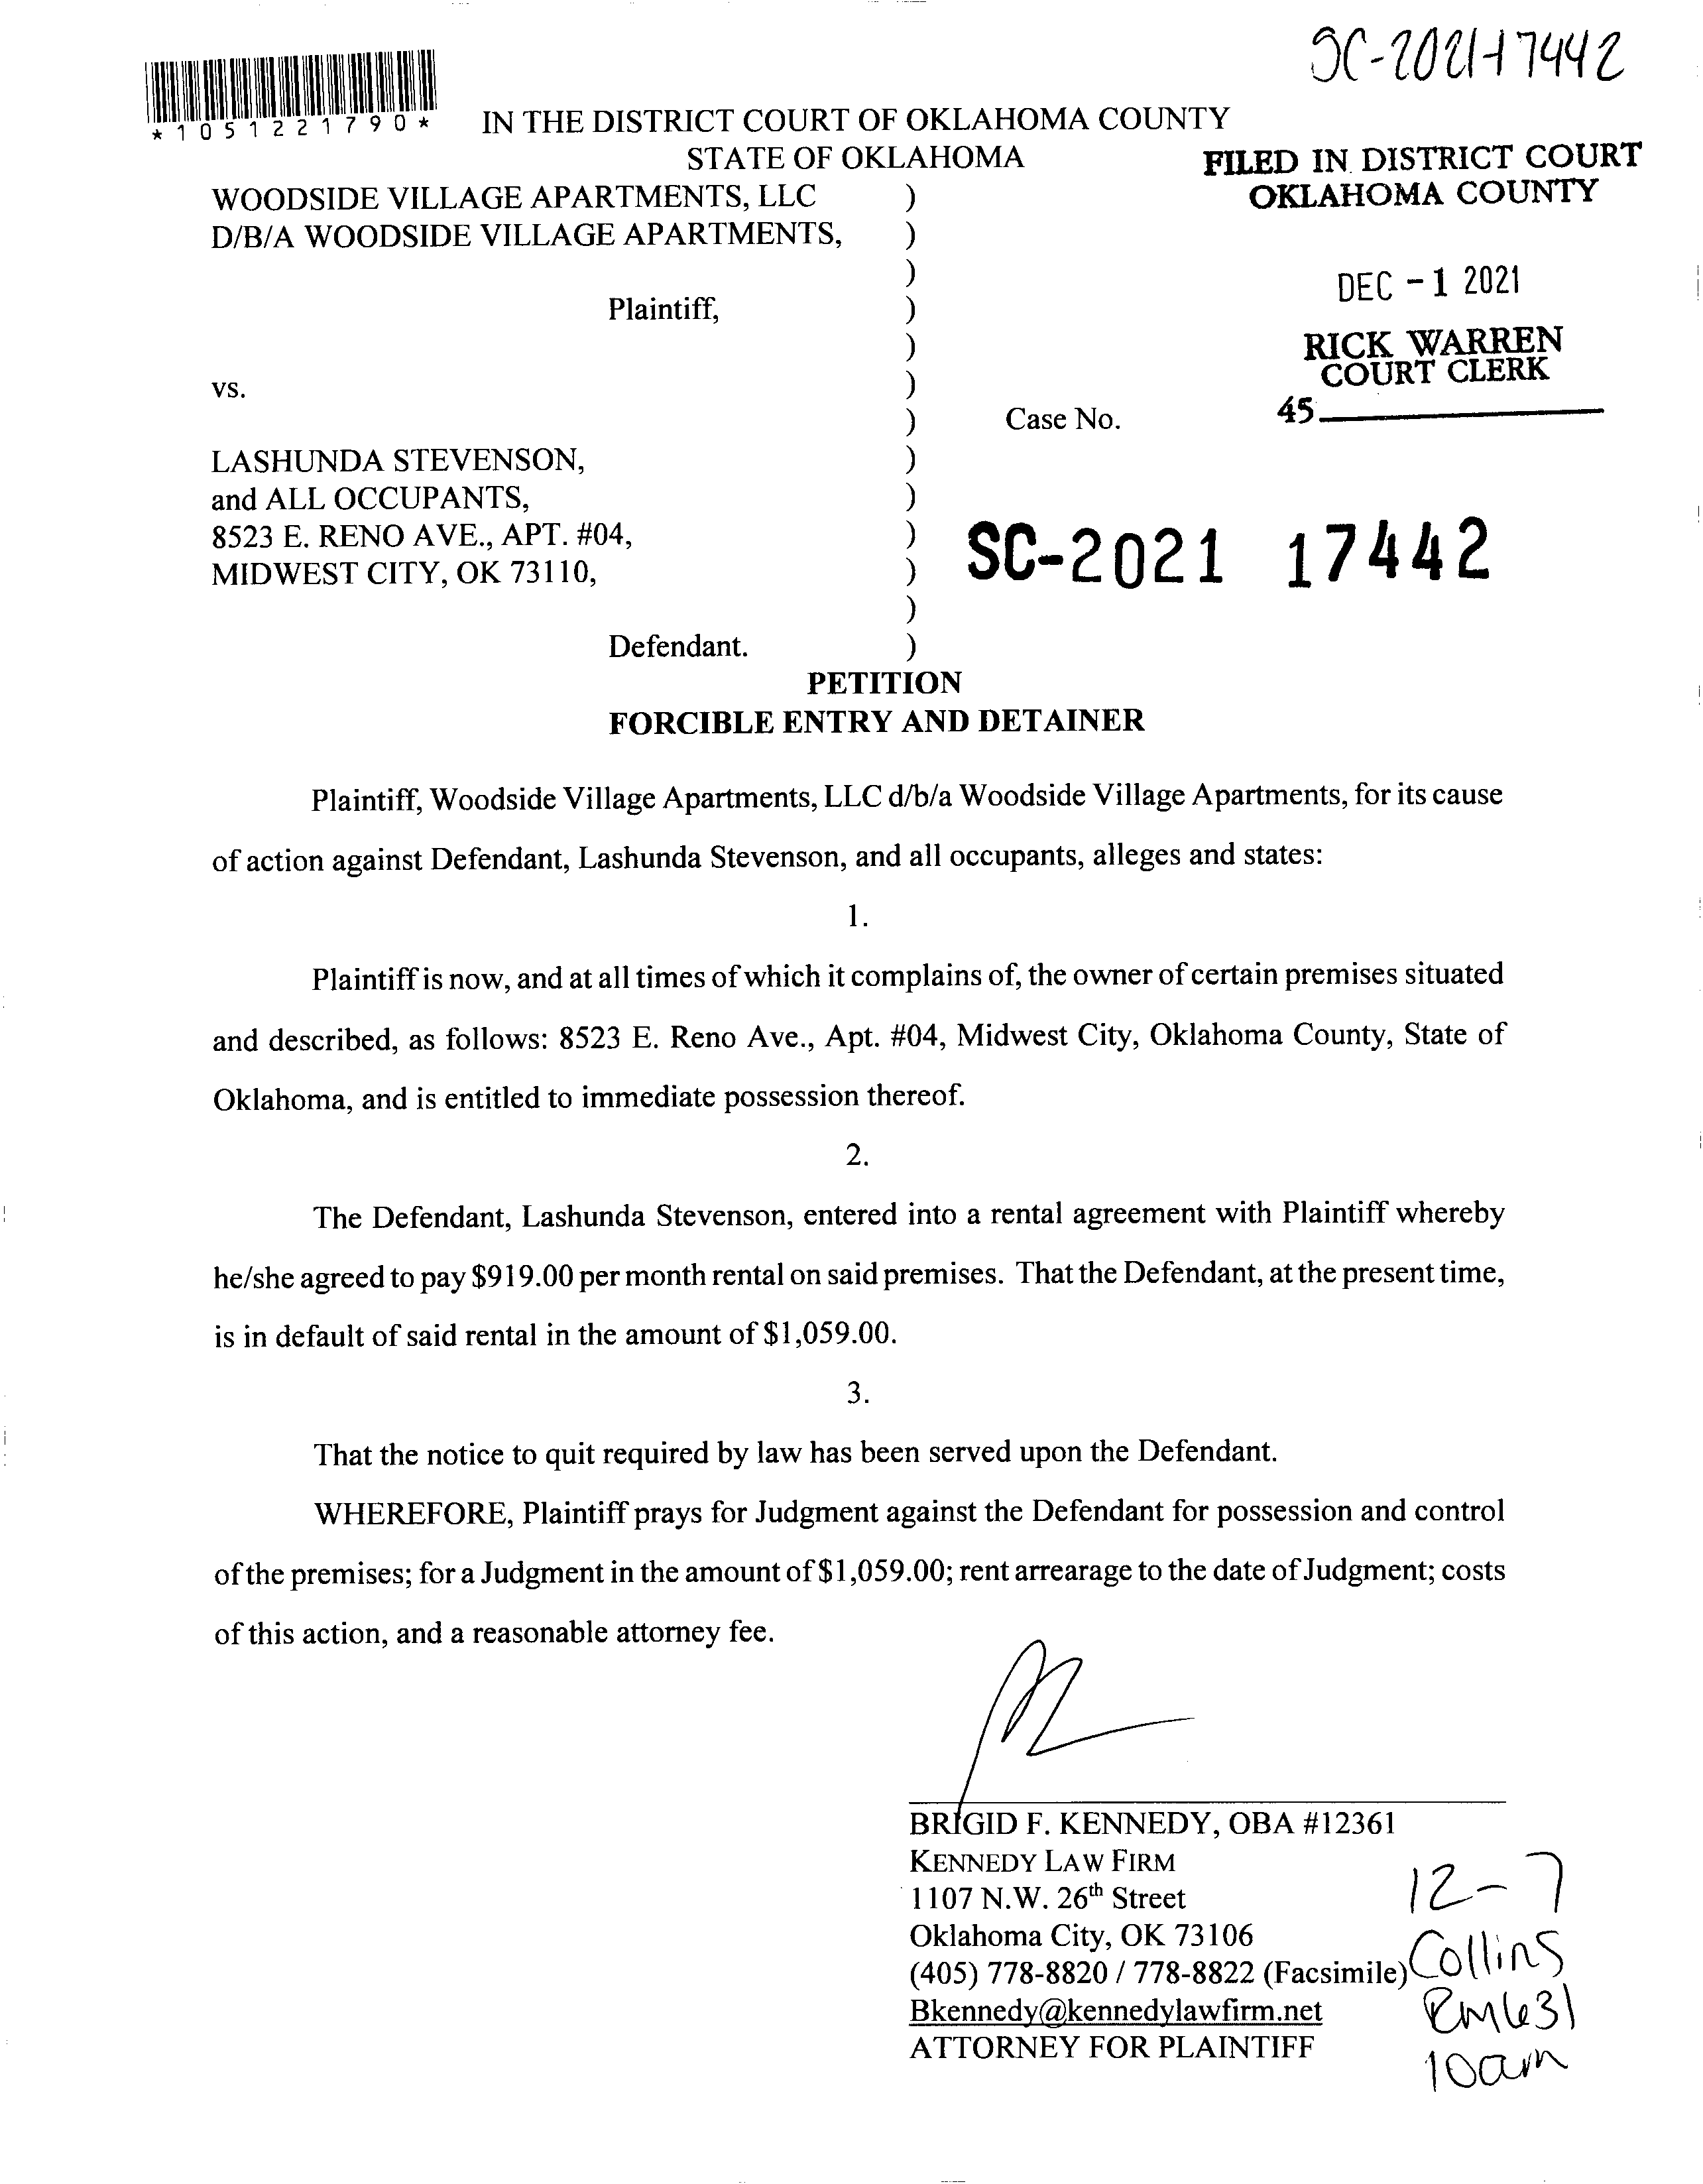 SC-2021-17442
*1051221790*
IN THE DISTRICT COURT OF OKLAHOMA COUNTY
STATE OF OKLAHOMA
FILED IN DISTRICT COURT
OKLAHOMA COUNTY
WOODSIDE VILLAGE APARTMENTS, LLC )
D/B/A WOODSIDE VILLAGE APARTMENTS, )
)
DEC -1 2021
Plaintiff, )
)
RICK WARREN
COURT CLERK
vs. )
) Case No.
45
LASHUNDA STEVENSON, )
and ALL OCCUPANTS, )
8523 E. RENO AVE., APT. #04, )
SC-2021 17442
MIDWEST CITY, OK 73110, )
)
Defendant. )
PETITION
FORCIBLE ENTRY AND DETAINER
Plaintiff, Woodside Village Apartments, LLC d/b/a Woodside Village Apartments, for its cause
of action against Defendant, Lashunda Stevenson, and all occupants, alleges and states:
1.
Plaintiff is now, and at all times of which it complains of, the owner of certain premises situated
and described, as follows: 8523 E. Reno Ave., Apt. #04, Midwest City, Oklahoma County, State of
Oklahoma, and is entitled to immediate possession thereof.
2.
The Defendant, Lashunda Stevenson, entered into a rental agreement with Plaintiff whereby
he/she agreed to pay $919.00 per month rental on said premises. That the Defendant, at the present time,
is in default of said rental in the amount of $1,059.00.
3.
That the notice to quit required by law has been served upon the Defendant.
WHEREFORE, Plaintiff prays for Judgment against the Defendant for possession and control
of the premises; for a Judgment in the amount of $1,059.00; rent arrearage to the date of Judgment; costs
of this action, and a reasonable attorney fee.
BRIGID F. KENNEDY, OBA #12361
KENNEDY LAW FIRM
1107 N.W. 26th Street
Oklahoma City, OK 73106
(405) 778-8820 / 778-8822 (Facsimile)
Bkennedy@kennedylawfirm.net
ATTORNEY FOR PLAINTIFF
12-7
Collins
Rm 631
10am